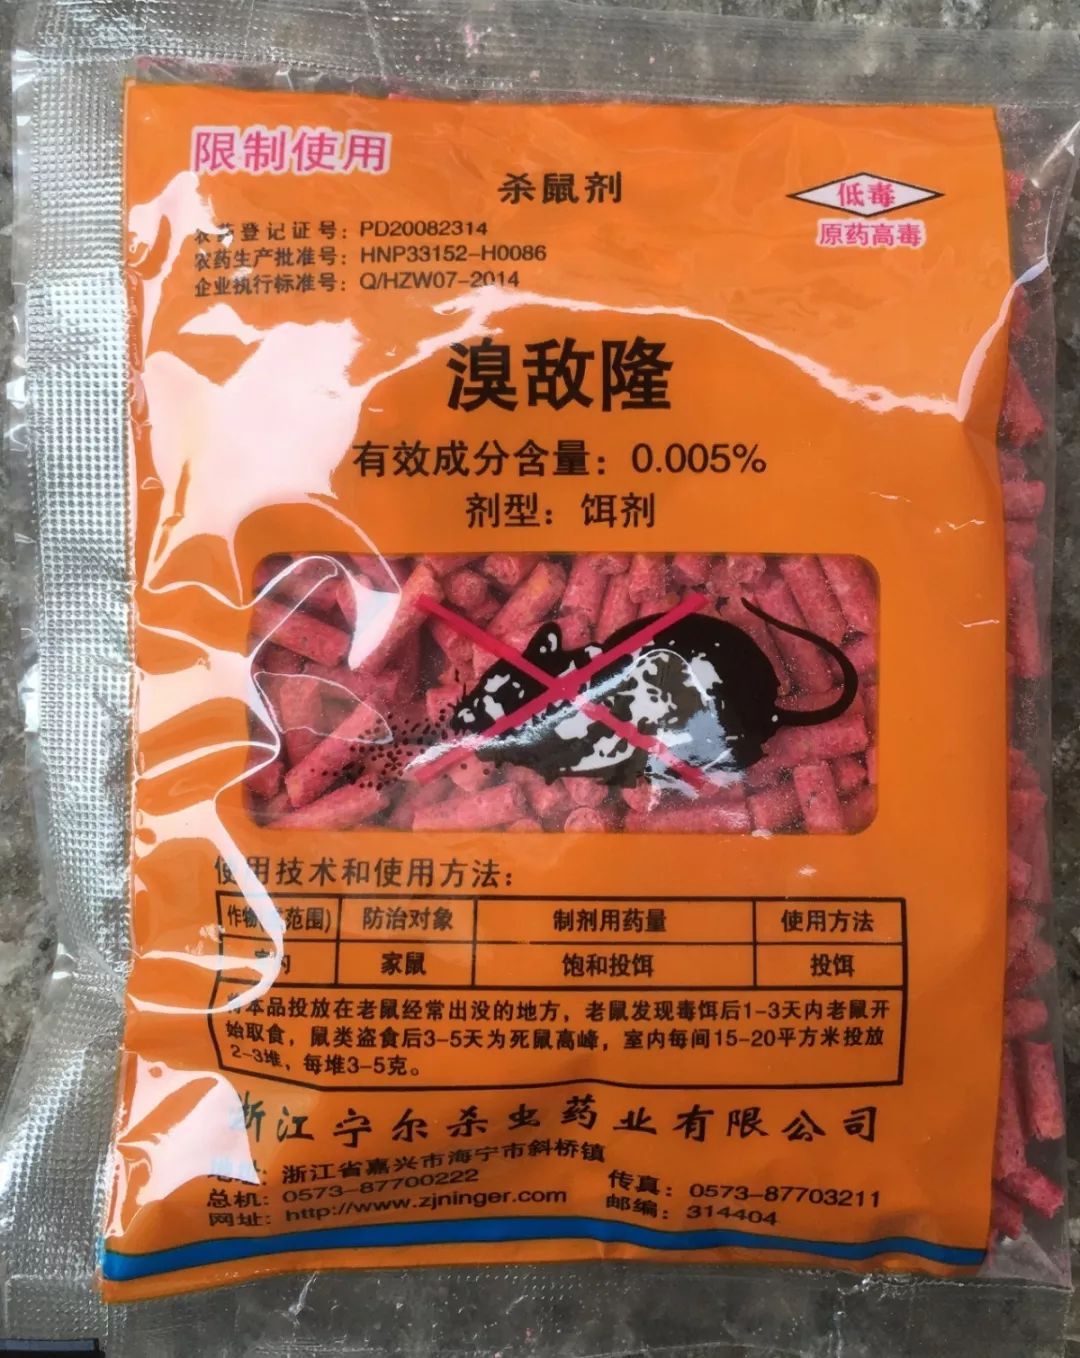 限制使用
杀鼠剂
低毒
原药高毒
农药登记证号：PD20082314
农药生产批准号：HNP33152-H0086
企业执行标准号：Q/HZW07-2014
溴敌隆
有效成分含量：0.005%
剂型：饵剂
使用技术和使用方法：
作物( 范围) 防治对象 制剂用药量 使用方法
内 家鼠 饱和投饵 投饵
将本品投放在老鼠经常出没的地方，老鼠发现毒饵后1-3天内老鼠开
始取食，鼠类盗食后3-5天为死鼠高峰，室内每间15-20平方米投放
2-3堆，每堆3-5克。
浙江宁尔杀虫药业有限公司
地址：浙江省嘉兴市海宁市斜桥镇
总机：0573-87700222 传真：0573-87703211
网址：http://www.zjninger.com 邮编：314404